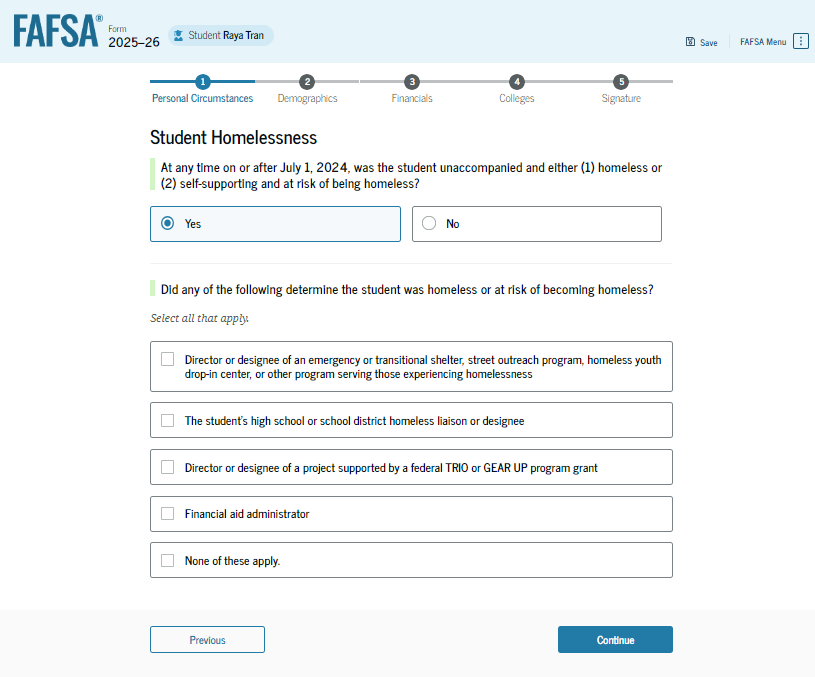 FAFSA®
Form
2025–26
Student Raya Tran
Save
FAFSA Menu
1
2
3
4
5
Personal Circumstances
Demographics
Financials
Colleges
Signature
Student Homelessness
At any time on or after July 1, 2024, was the student unaccompanied and either (1) homeless or
(2) self-supporting and at risk of being homeless?
Yes
No
Did any of the following determine the student was homeless or at risk of becoming homeless?
Select all that apply.
Director or designee of an emergency or transitional shelter, street outreach program, homeless youth
drop-in center, or other program serving those experiencing homelessness
The student's high school or school district homeless liaison or designee
Director or designee of a project supported by a federal TRIO or GEAR UP program grant
Financial aid administrator
None of these apply.
Previous
Continue